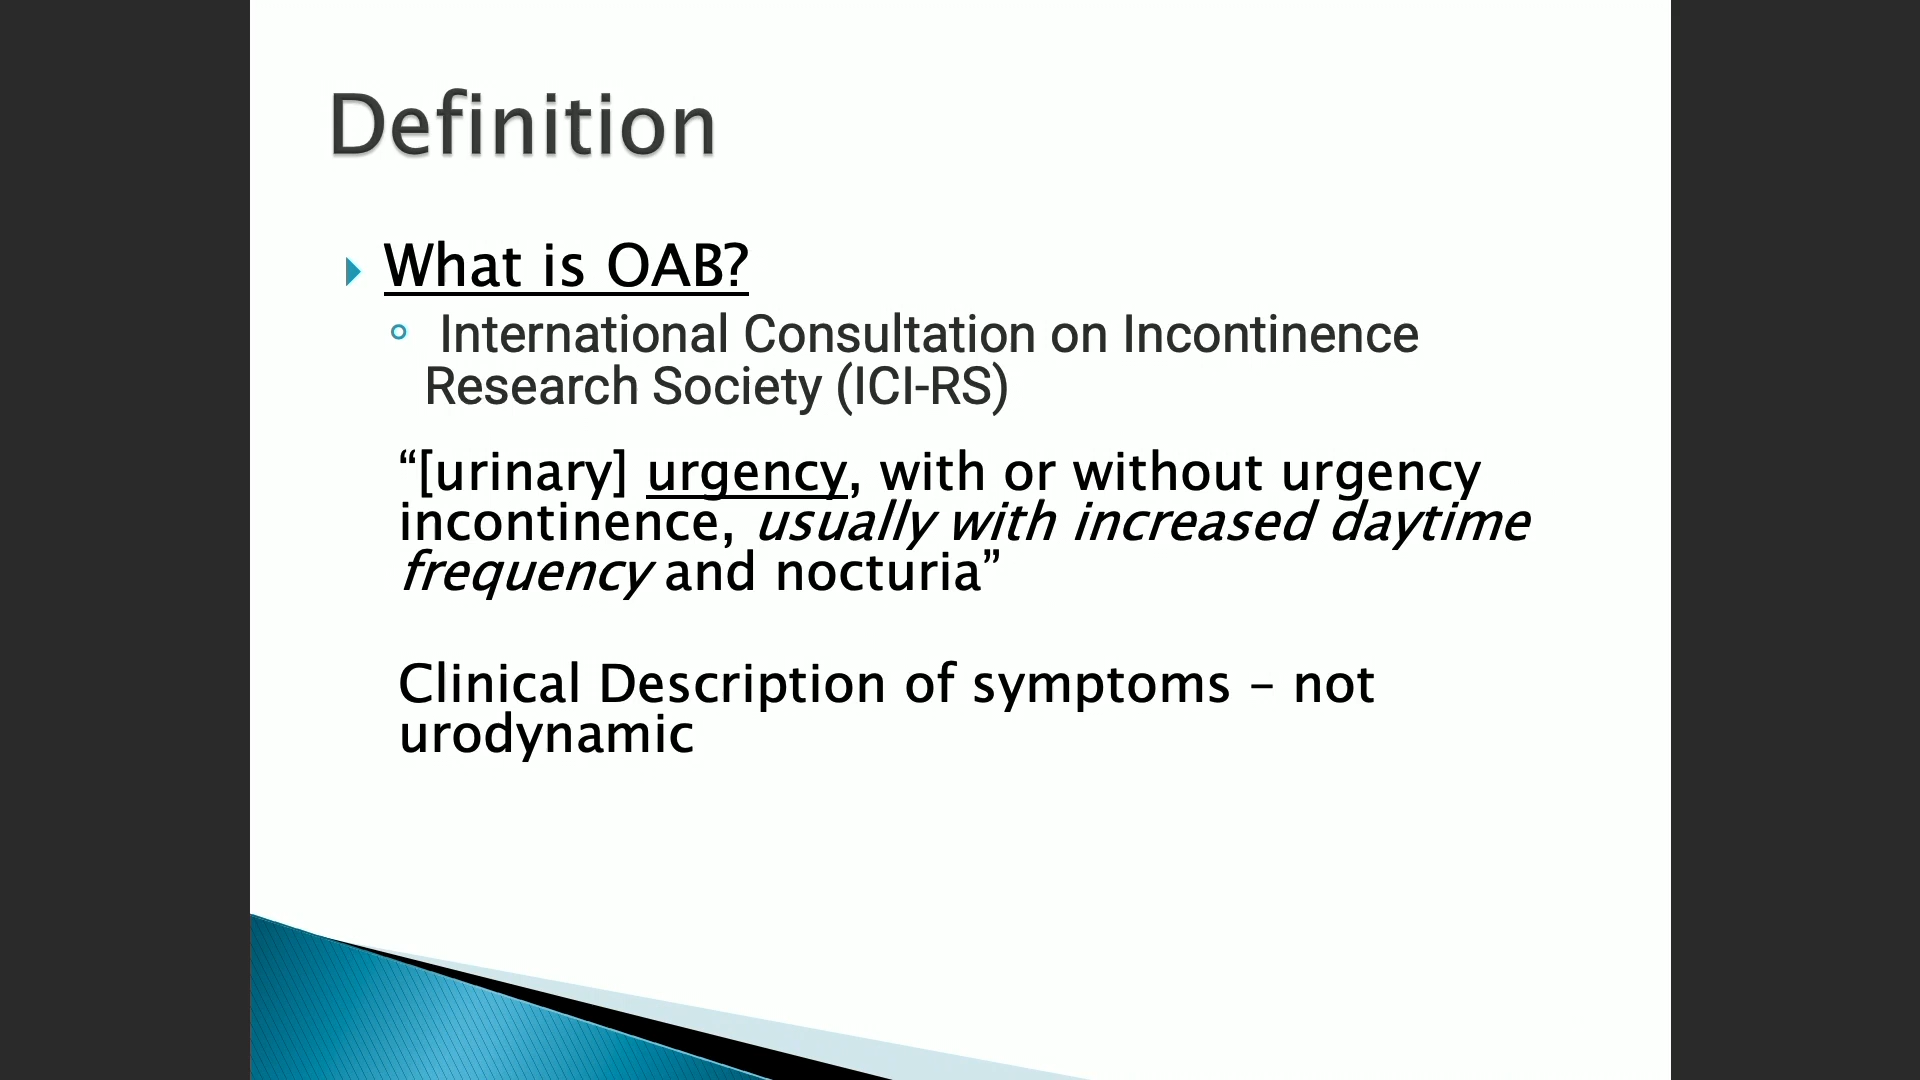 Definition
What is OAB?
International Consultation on Incontinence
Research Society (ICI-RS)
“[urinary] urgency, with or without urgency
incontinence, usually with increased daytime
frequency and nocturia”
Clinical Description of symptoms – not
urodynamic